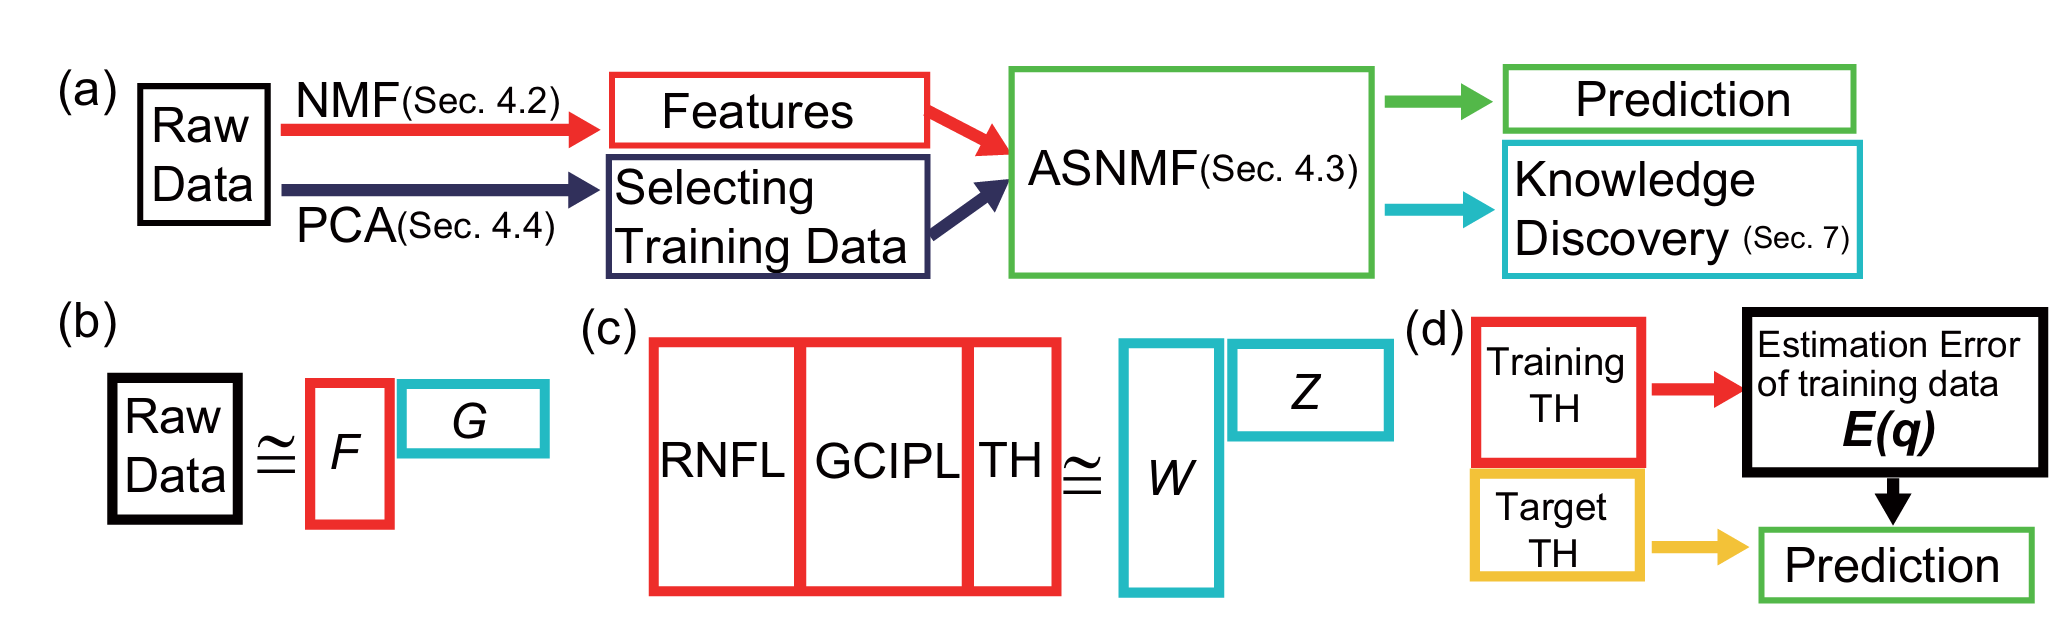 (a)
Raw
Data
NMF(Sec. 4.2)
PCA(Sec. 4.4)
Features
Selecting
Training Data
ASNMF(Sec. 4.3)
Prediction
Knowledge
Discovery (Sec. 7)
(b)
Raw
Data
≅
F
G
(c)
RNFL
GCIPL
TH
≅
W
Z
(d)
Training
TH
Target
TH
Estimation Error
of training data
E(q)
Prediction